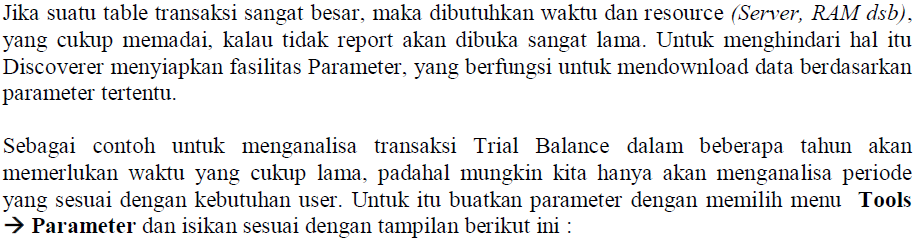 Jika suatu table transaksi sangat besar, maka dibutuhkan waktu dan resource (Server, RAM dsb),
yang cukup memadai, kalau tidak report akan dibuka sangat lama. Untuk menghindari hal itu
Discoverer menyiapkan fasilitas Parameter, yang berfungsi untuk mendownload data berdasarkan
parameter tertentu.
Sebagai contoh untuk menganalisa transaksi Trial Balance dalam beberapa tahun akan
memerlukan waktu yang cukup lama, padahal mungkin kita hanya akan menganalisa periode
yang sesuai dengan kebutuhan user. Untuk itu buatkan parameter dengan memilih menu Tools
→ Parameter dan isikan sesuai dengan tampilan berikut ini :